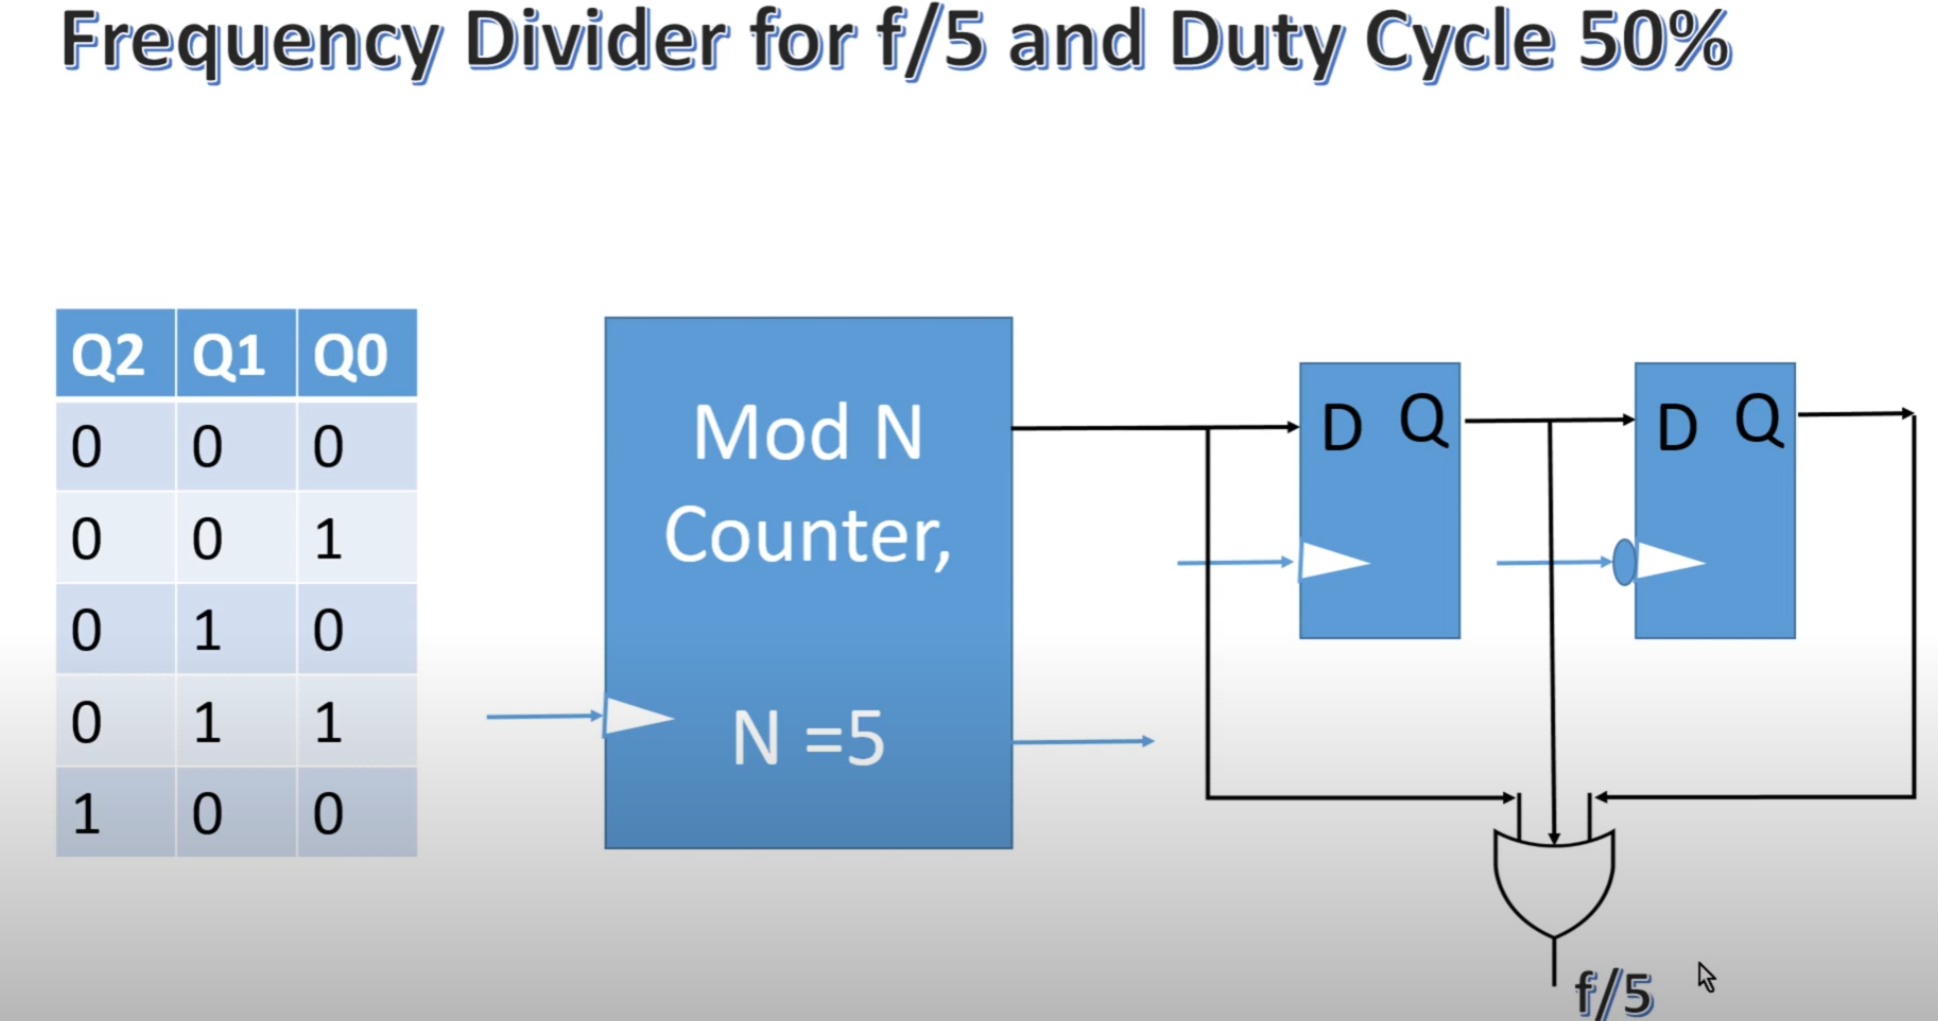 Frequency Divider for f/5 and Duty Cycle 50%
Q2 Q1 Q0
0 0 0
0 0 1
0 1 0
0 1 1
1 0 0
Mod N
Counter,
N =5
D Q
D Q
f/5